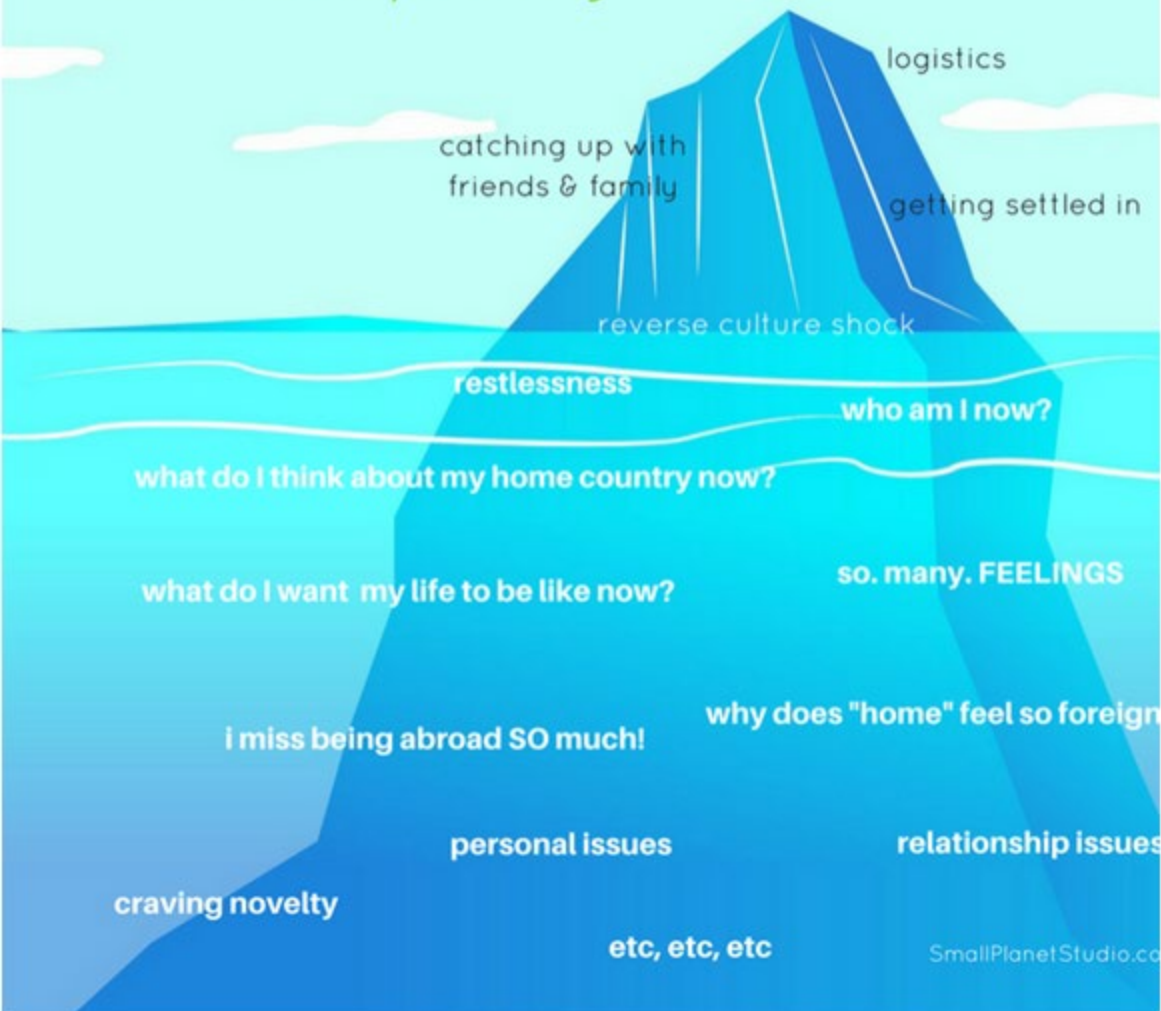 logistics
catching up with
friends & family
getting settled in
reverse culture shock
restlessness
who am I now?
what do I think about my home country now?
so. many. FEELINGS
what do I want my life to be like now?
why does "home" feel so foreign
i miss being abroad SO much!
personal issues
relationship issues
craving novelty
etc, etc, etc
SmallPlanetStudio.co